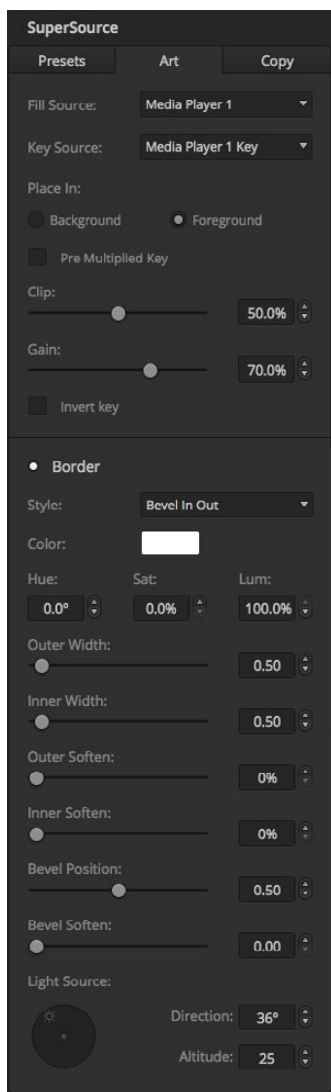 SuperSource
Presets Art Copy
Fill Source: Media Player 1
Key Source: Media Player 1 Key
Place In:
Background Foreground
Pre Multiplied Key
Clip:
50.0%
Gain:
70.0%
Invert key
Border
Style: Bevel In Out
Color:
Hue: Sat: Lum:
0.0° 0.0% 100.0%
Outer Width:
0.50
Inner Width:
0.50
Outer Soften:
0%
Inner Soften:
0%
Bevel Position:
0.50
Bevel Soften:
0.00
Light Source:
Direction: 36°
Altitude: 25